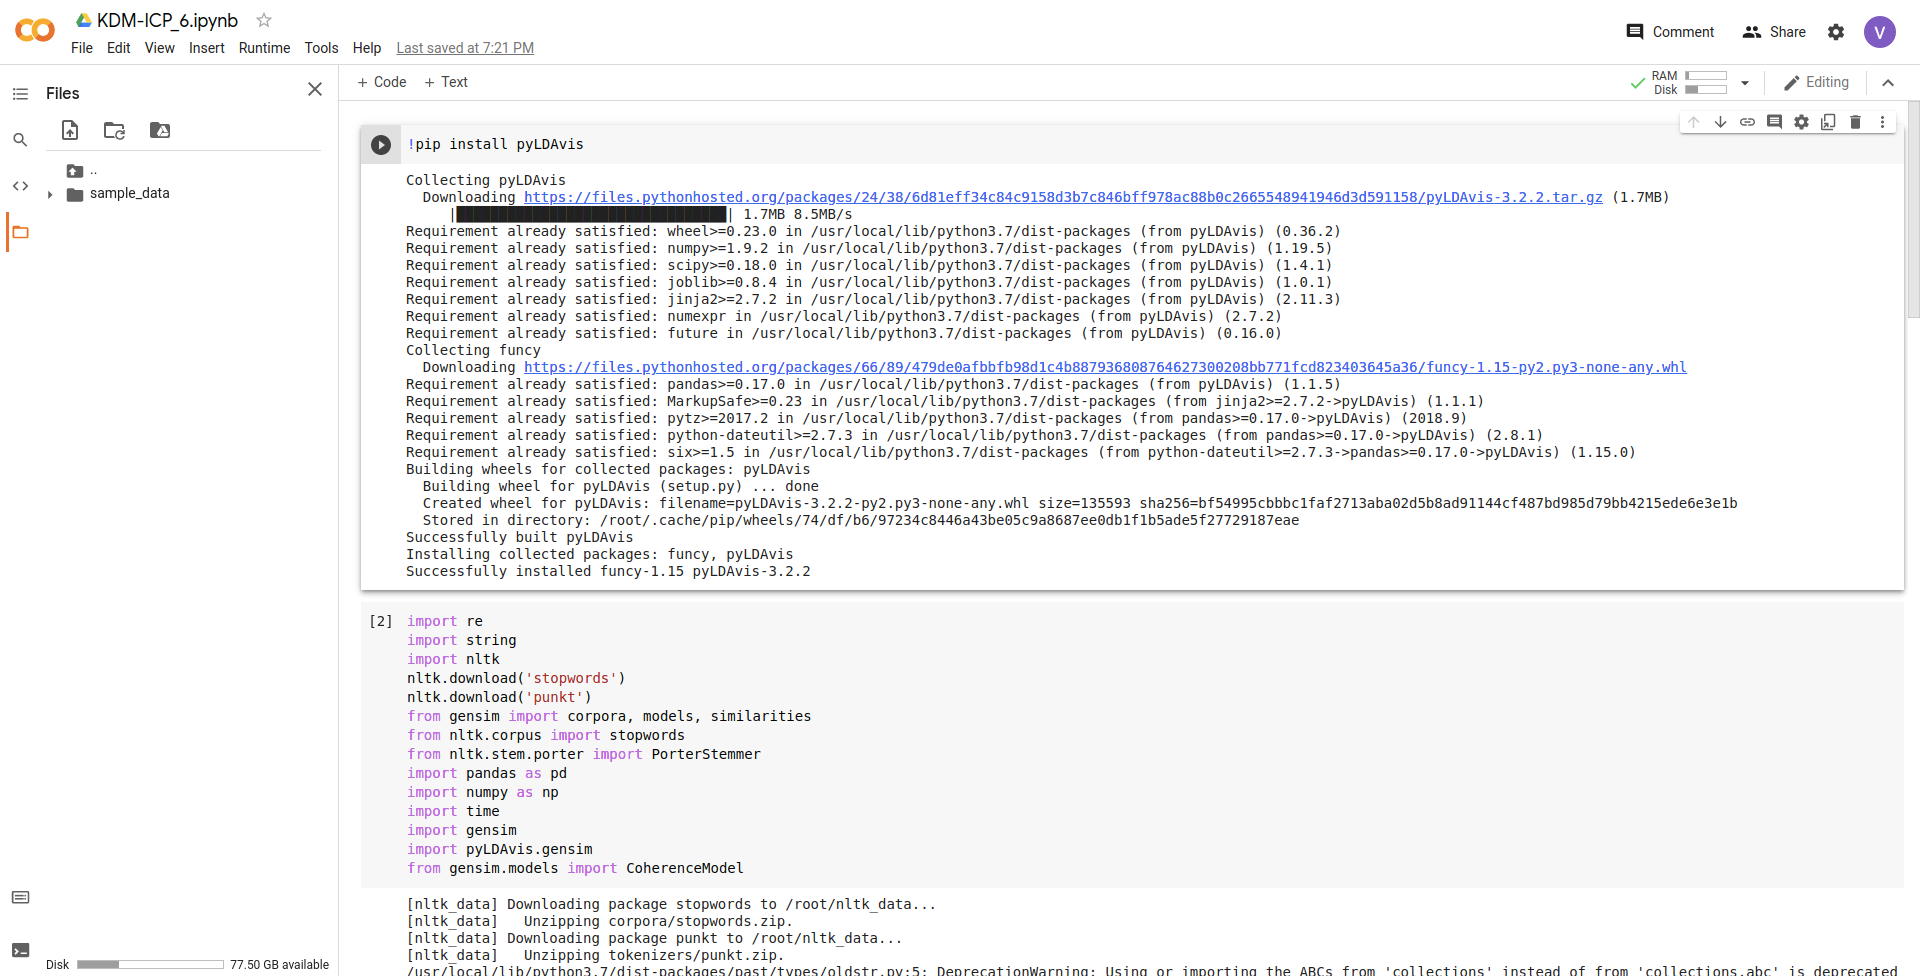 KDM-ICP_6.ipynb
File Edit View Insert Runtime Tools Help Last saved at 7:21 PM
Comment Share V
Files
+ Code + Text
RAM
Disk
Editing
..
sample_data
!pip install pyLDAvis
Collecting pyLDAvis
Downloading https://files.pythonhosted.org/packages/24/38/6d81eff34c84c9158d3b7c846bff978ac88b0c2665548941946d3d591158/pyLDAvis-3.2.2.tar.gz (1.7MB)
|████████████████████████████████| 1.7MB 8.5MB/s
Requirement already satisfied: wheel>=0.23.0 in /usr/local/lib/python3.7/dist-packages (from pyLDAvis) (0.36.2)
Requirement already satisfied: numpy>=1.9.2 in /usr/local/lib/python3.7/dist-packages (from pyLDAvis) (1.19.5)
Requirement already satisfied: scipy>=0.18.0 in /usr/local/lib/python3.7/dist-packages (from pyLDAvis) (1.4.1)
Requirement already satisfied: joblib>=0.8.4 in /usr/local/lib/python3.7/dist-packages (from pyLDAvis) (1.0.1)
Requirement already satisfied: jinja2>=2.7.2 in /usr/local/lib/python3.7/dist-packages (from pyLDAvis) (2.11.3)
Requirement already satisfied: numexpr in /usr/local/lib/python3.7/dist-packages (from pyLDAvis) (2.7.2)
Requirement already satisfied: future in /usr/local/lib/python3.7/dist-packages (from pyLDAvis) (0.16.0)
Collecting funcy
Downloading https://files.pythonhosted.org/packages/66/89/479de0afbbfb98d1c4b887936808764627300208bb771fcd823403645a36/funcy-1.15-py2.py3-none-any.whl
Requirement already satisfied: pandas>=0.17.0 in /usr/local/lib/python3.7/dist-packages (from pyLDAvis) (1.1.5)
Requirement already satisfied: MarkupSafe>=0.23 in /usr/local/lib/python3.7/dist-packages (from jinja2>=2.7.2->pyLDAvis) (1.1.1)
Requirement already satisfied: pytz>=2017.2 in /usr/local/lib/python3.7/dist-packages (from pandas>=0.17.0->pyLDAvis) (2018.9)
Requirement already satisfied: python-dateutil>=2.7.3 in /usr/local/lib/python3.7/dist-packages (from pandas>=0.17.0->pyLDAvis) (2.8.1)
Requirement already satisfied: six>=1.5 in /usr/local/lib/python3.7/dist-packages (from python-dateutil>=2.7.3->pandas>=0.17.0->pyLDAvis) (1.15.0)
Building wheels for collected packages: pyLDAvis
Building wheel for pyLDAvis (setup.py) ... done
Created wheel for pyLDAvis: filename=pyLDAvis-3.2.2-py2.py3-none-any.whl size=135593 sha256=bf54995cbbbc1faf2713aba02d5b8ad91144cf487bd985d79bb4215ede6e3e1b
Stored in directory: /root/.cache/pip/wheels/74/df/b6/97234c8446a43be05c9a8687ee0db1f1b5ade5f27729187eae
Successfully built pyLDAvis
Installing collected packages: funcy, pyLDAvis
Successfully installed funcy-1.15 pyLDAvis-3.2.2
[2] import re
import string
import nltk
nltk.download('stopwords')
nltk.download('punkt')
from gensim import corpora, models, similarities
from nltk.corpus import stopwords
from nltk.stem.porter import PorterStemmer
import pandas as pd
import numpy as np
import time
import gensim
import pyLDAvis.gensim
from gensim.models import CoherenceModel
[nltk_data] Downloading package stopwords to /root/nltk_data...
[nltk_data]   Unzipping corpora/stopwords.zip.
[nltk_data] Downloading package punkt to /root/nltk_data...
[nltk_data]   Unzipping tokenizers/punkt.zip.
/usr/local/lib/python3.7/dist-packages/past/types/oldstr.py:5: DeprecationWarning: Using or importing the ABCs from 'collections' instead of from 'collections.abc' is deprecated
Disk 77.50 GB available